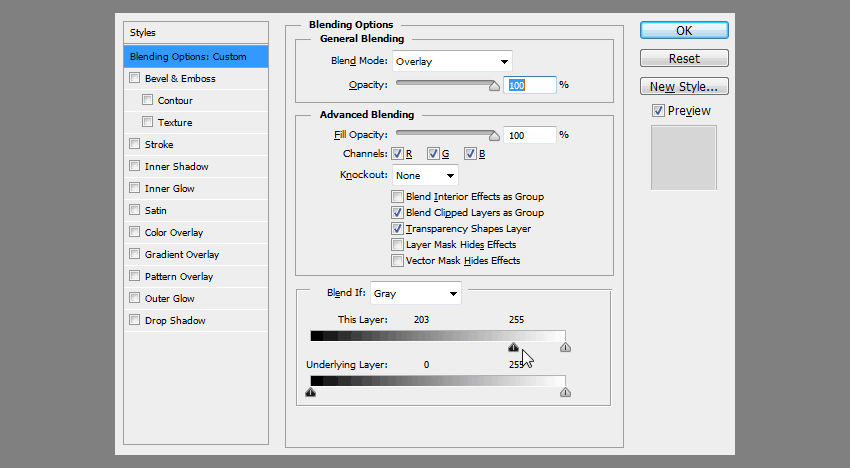 Styles
Blending Options: Custom
Bevel & Emboss
Contour
Texture
Stroke
Inner Shadow
Inner Glow
Satin
Color Overlay
Gradient Overlay
Pattern Overlay
Outer Glow
Drop Shadow
Blending Options
General Blending
Blend Mode: Overlay
Opacity: 100 %
Advanced Blending
Fill Opacity: 100 %
Channels: R G B
Knockout: None
Blend Interior Effects as Group
Blend Clipped Layers as Group
Transparency Shapes Layer
Layer Mask Hides Effects
Vector Mask Hides Effects
Blend If: Gray
This Layer: 203 255
Underlying Layer: 0 255
OK
Reset
New Style...
Preview